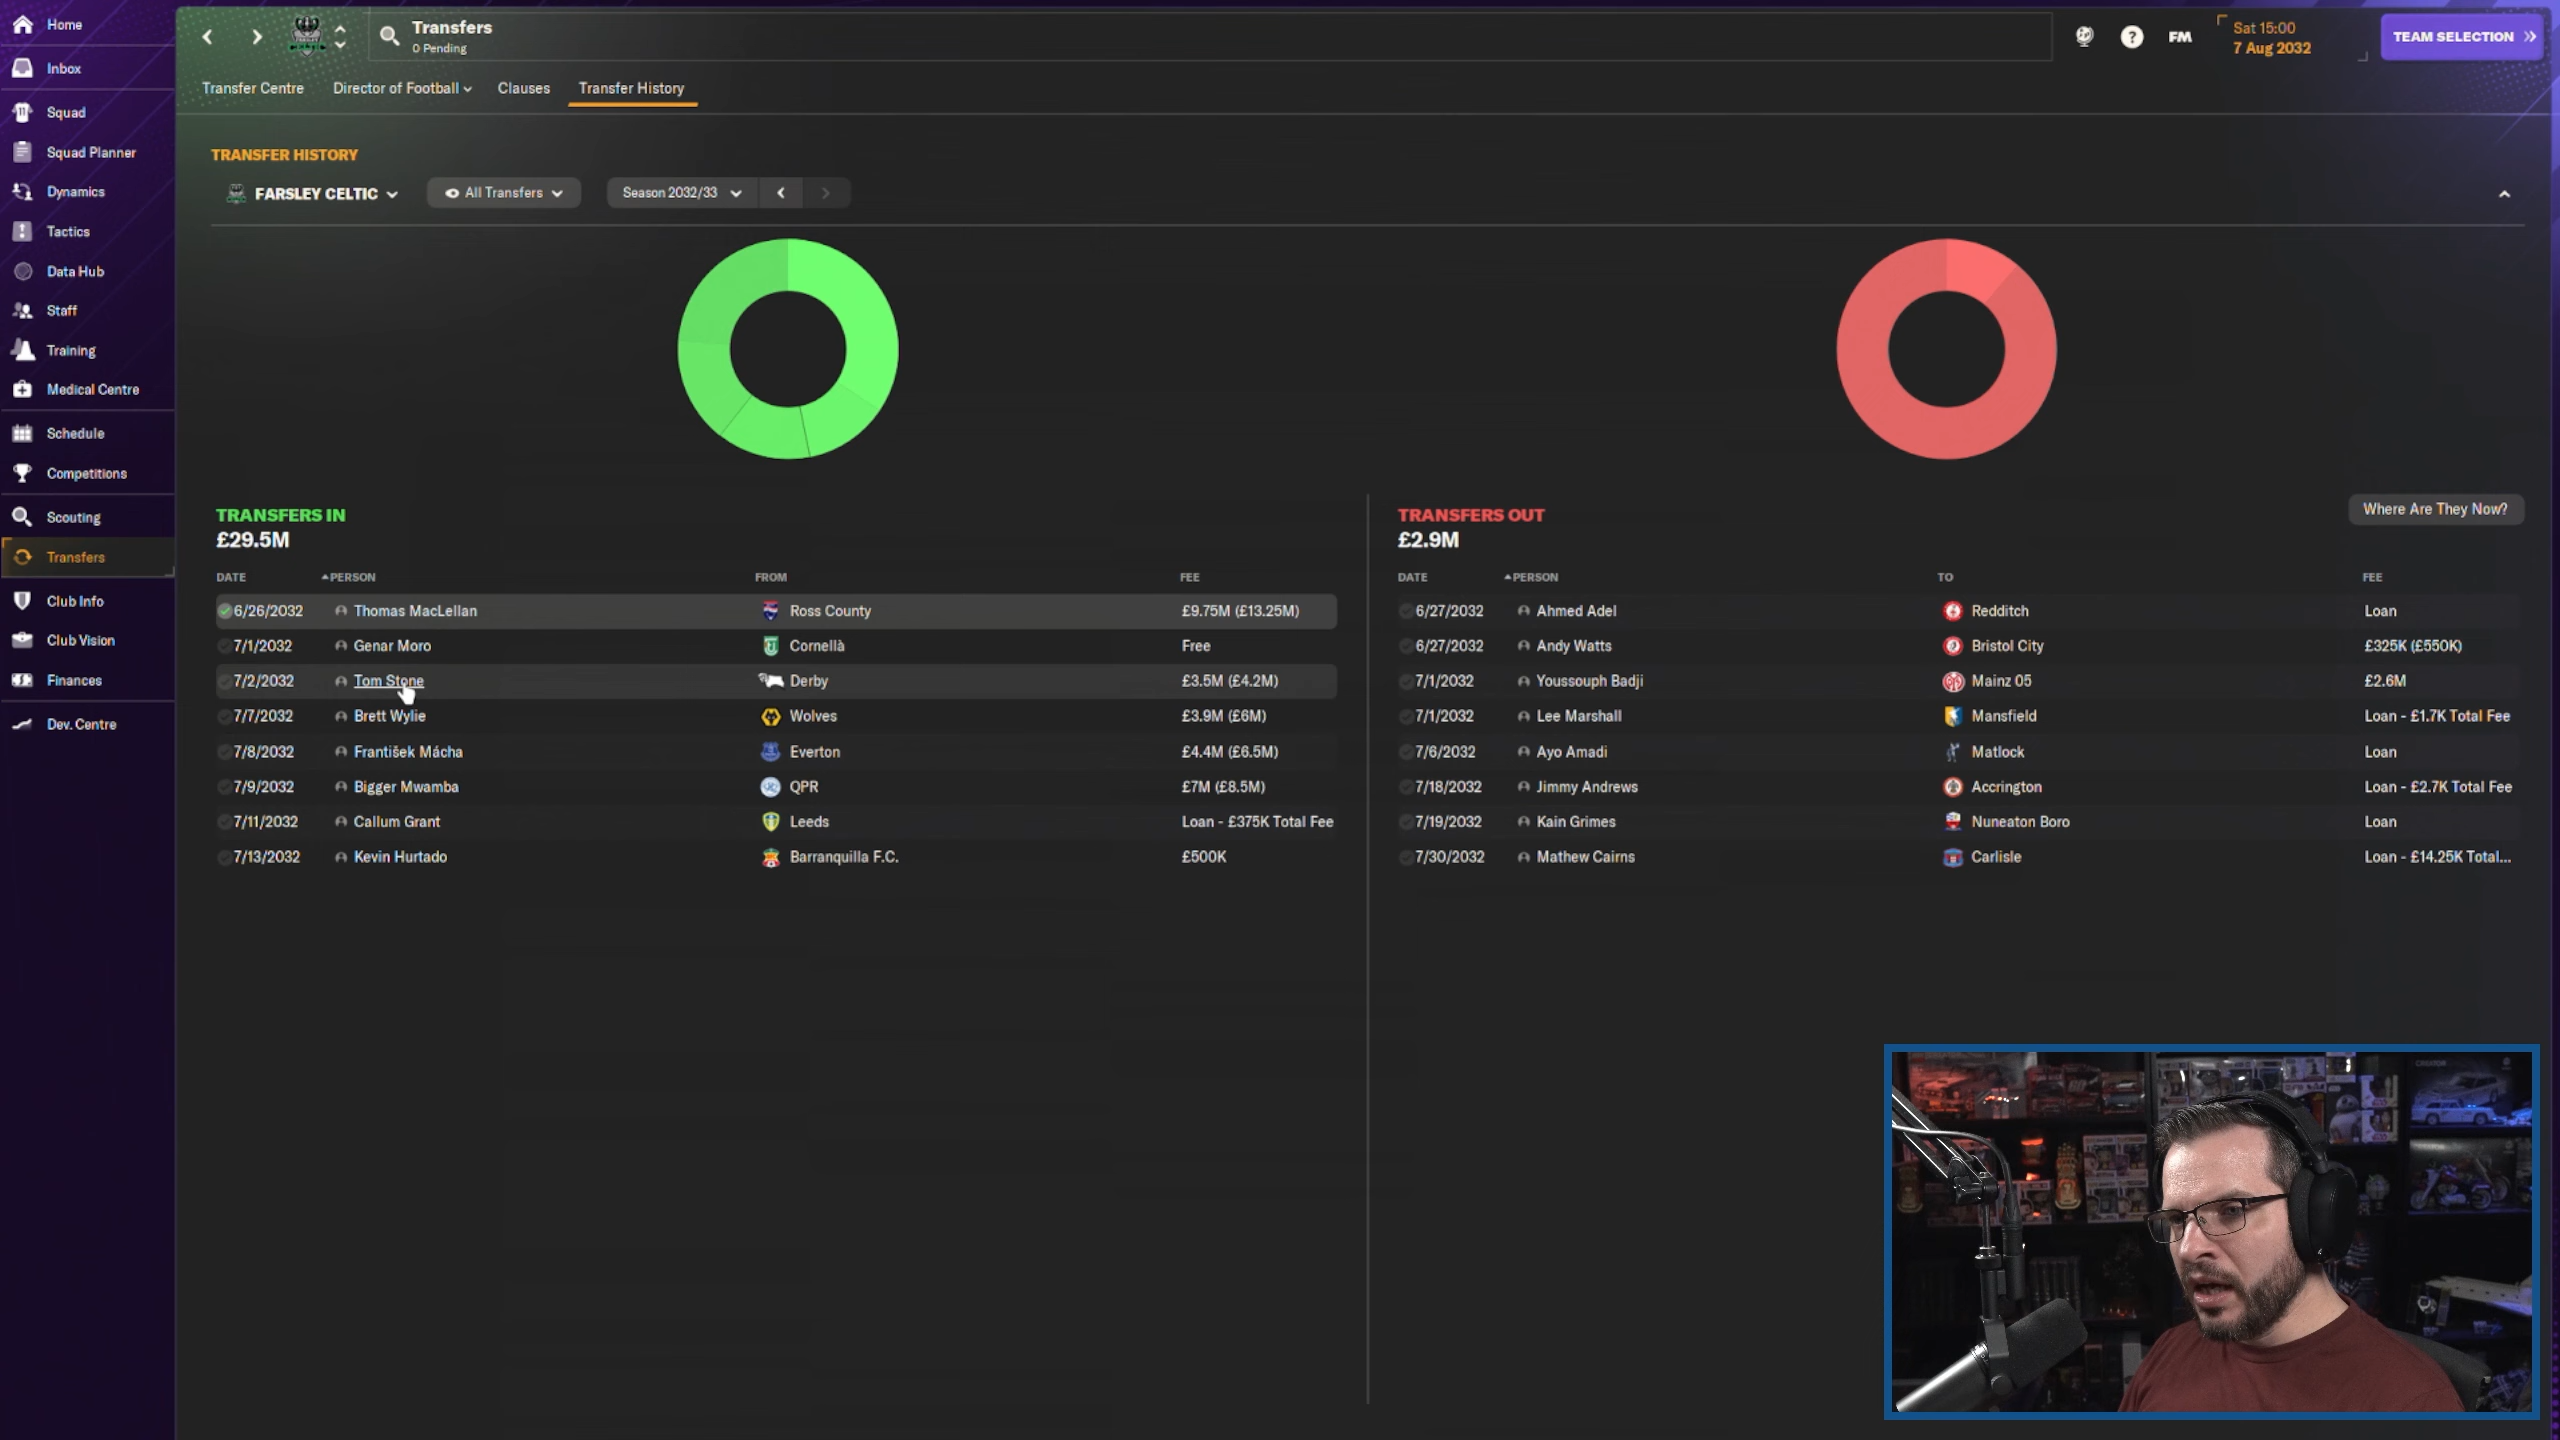 Home
Inbox
Squad
Squad Planner
Dynamics
Tactics
Data Hub
Staff
Training
Medical Centre
Schedule
Competitions
Scouting
Transfers
Club Info
Club Vision
Finances
Dev. Centre
Transfers
0 Pending
FM
Sat 15:00
7 Aug 2032
TEAM SELECTION
Transfer Centre Director of Football Clauses Transfer History
TRANSFER HISTORY
FARSLEY CELTIC All Transfers Season 2032/33
TRANSFERS IN
£29.5M
DATE PERSON FROM FEE
6/26/2032 Thomas MacLellan Ross County £9.75M (£13.25M)
7/1/2032 Genar Moro Cornellà Free
7/2/2032 Tom Stone Derby £3.5M (£4.2M)
7/7/2032 Brett Wylie Wolves £3.9M (£6M)
7/8/2032 František Mácha Everton £4.4M (£6.5M)
7/9/2032 Bigger Mwamba QPR £7M (£8.5M)
7/11/2032 Callum Grant Leeds Loan - £375K Total Fee
7/13/2032 Kevin Hurtado Barranquilla F.C. £500K
TRANSFERS OUT
£2.9M
Where Are They Now?
DATE PERSON TO FEE
6/27/2032 Ahmed Adel Redditch Loan
6/27/2032 Andy Watts Bristol City £325K (£550K)
7/1/2032 Youssouph Badji Mainz 05 £2.6M
7/1/2032 Lee Marshall Mansfield Loan - £1.7K Total Fee
7/6/2032 Ayo Amadi Matlock Loan
7/18/2032 Jimmy Andrews Accrington Loan - £2.7K Total Fee
7/19/2032 Kain Grimes Nuneaton Boro Loan
7/30/2032 Mathew Cairns Carlisle Loan - £14.25K Total...